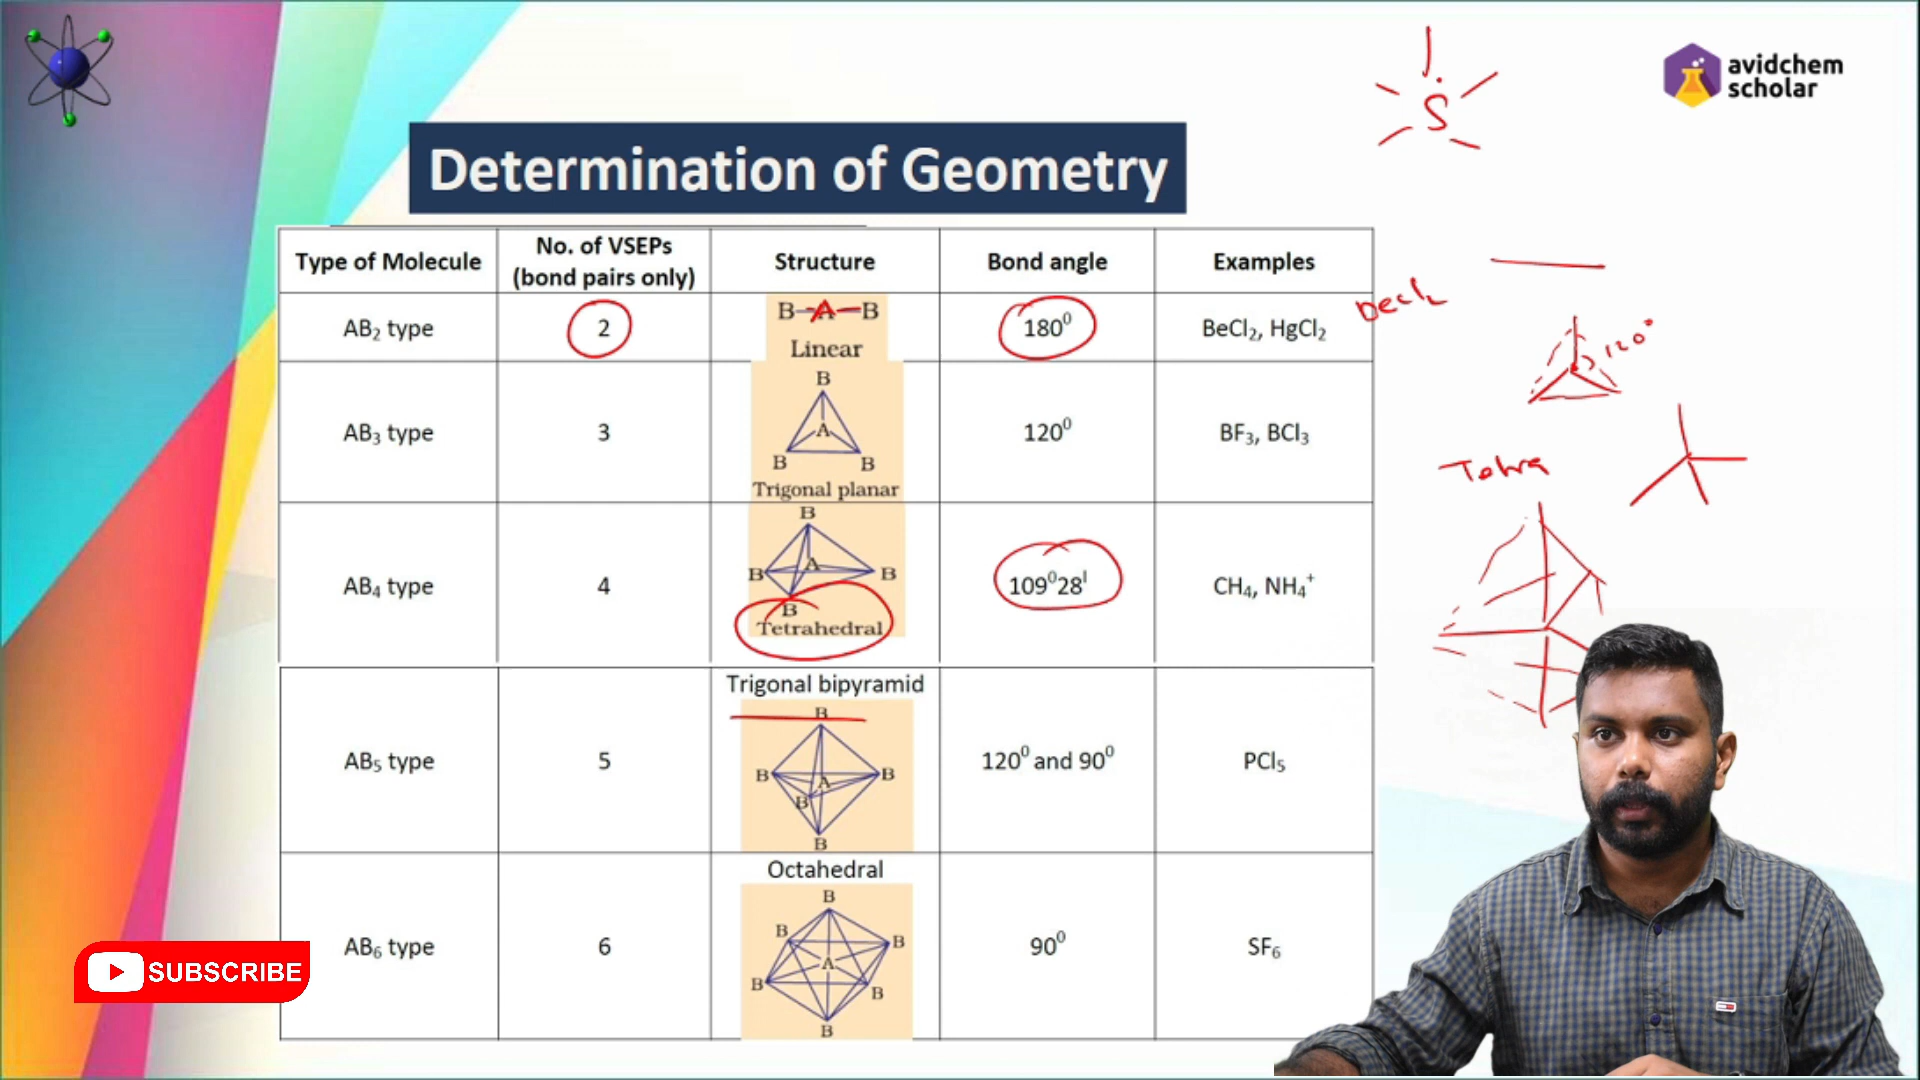 avidchem
scholar
S
Determination of Geometry
Type of Molecule
No. of VSEPs
(bond pairs only)
Structure
Bond angle
Examples
AB₂ type
2
B-A-B
Linear
180⁰
BeCl₂, HgCl₂
AB₃ type
3
B
A
B B
Trigonal planar
120⁰
BF₃, BCl₃
120°
AB₄ type
4
B
A
B B
B
Tetrahedral
109⁰28ˡ
CH₄, NH₄⁺
Tetra
AB₅ type
5
Trigonal bipyramid
B
B B
A
B
B
120⁰ and 90⁰
PCl₅
AB₆ type
6
Octahedral
B
B B
A
B B
B
90⁰
SF₆
SUBSCRIBE